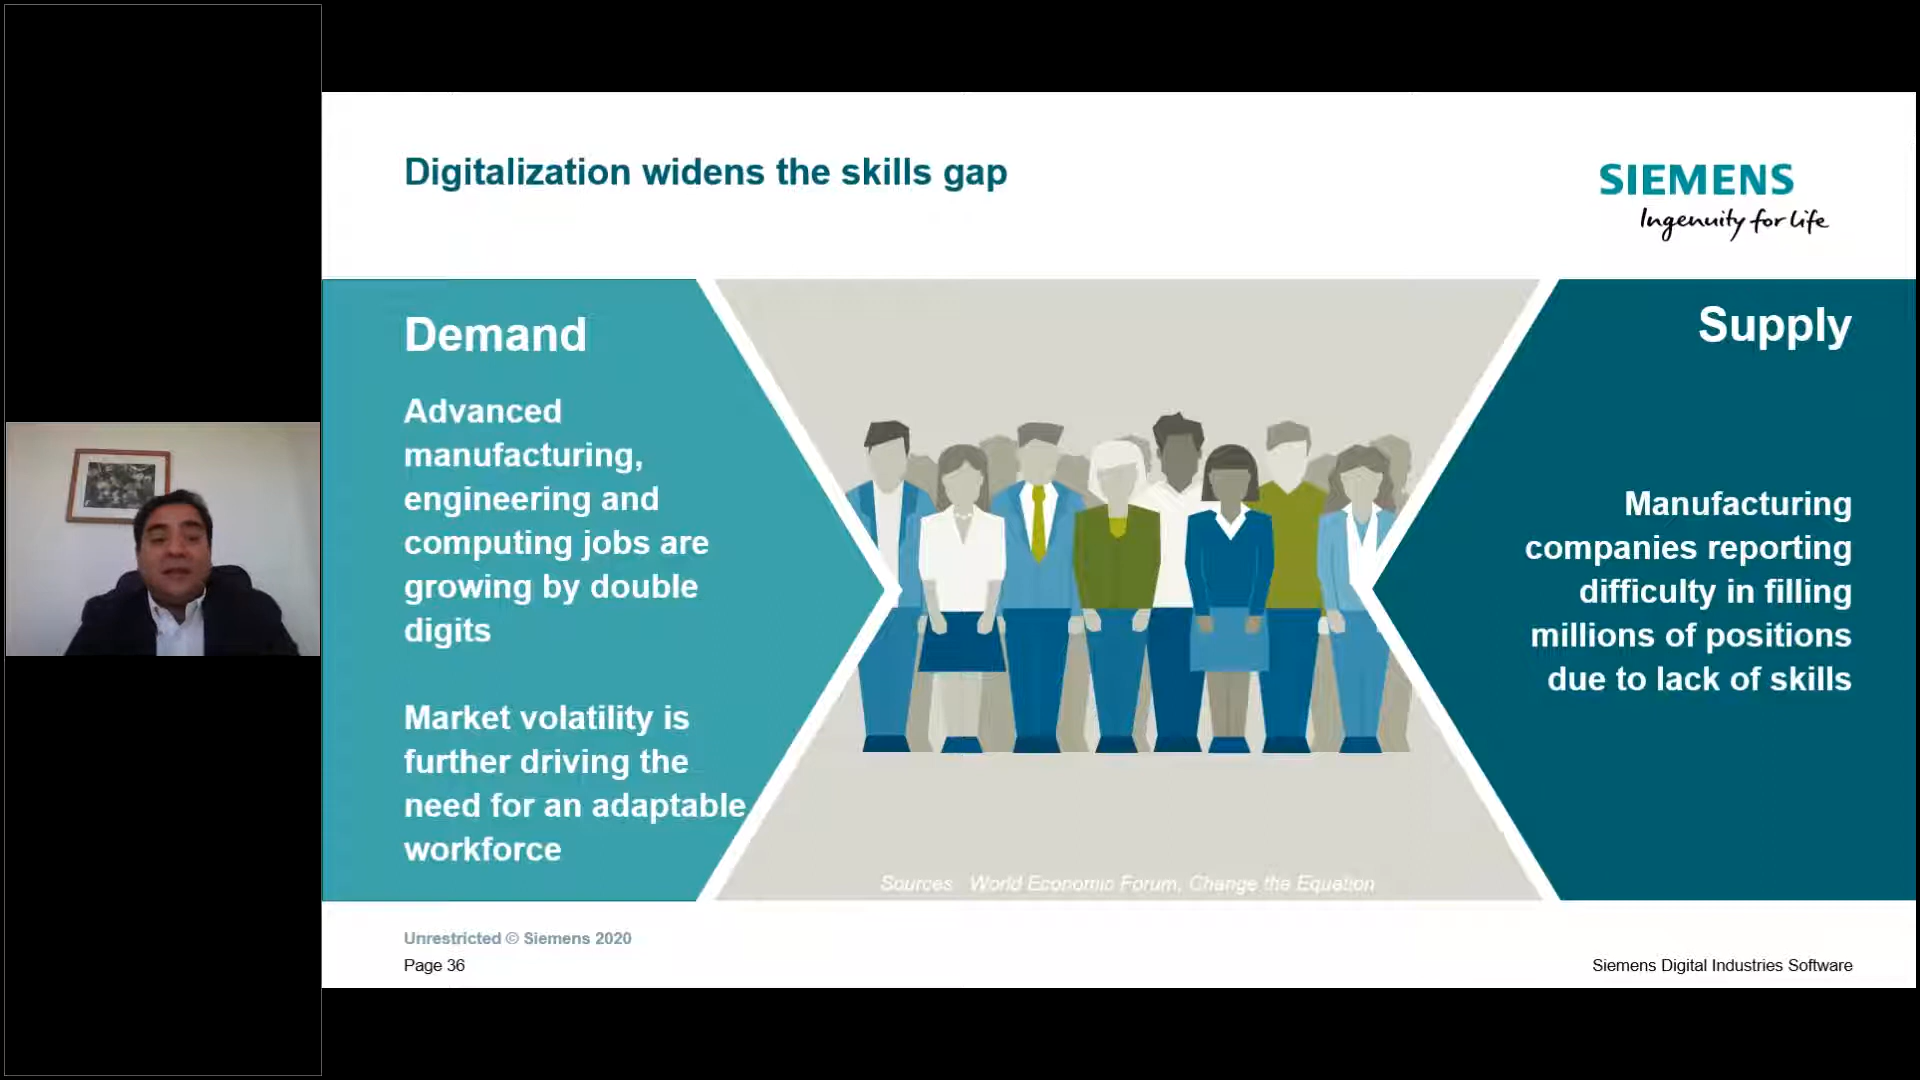 Digitalization widens the skills gap
SIEMENS
Ingenuity for life
Demand
Advanced
manufacturing,
engineering and
computing jobs are
growing by double
digits
Market volatility is
further driving the
need for an adaptable
workforce
Supply
Manufacturing
companies reporting
difficulty in filling
millions of positions
due to lack of skills
Sources World Economic Forum, Change the Equation
Unrestricted © Siemens 2020
Page 36
Siemens Digital Industries Software